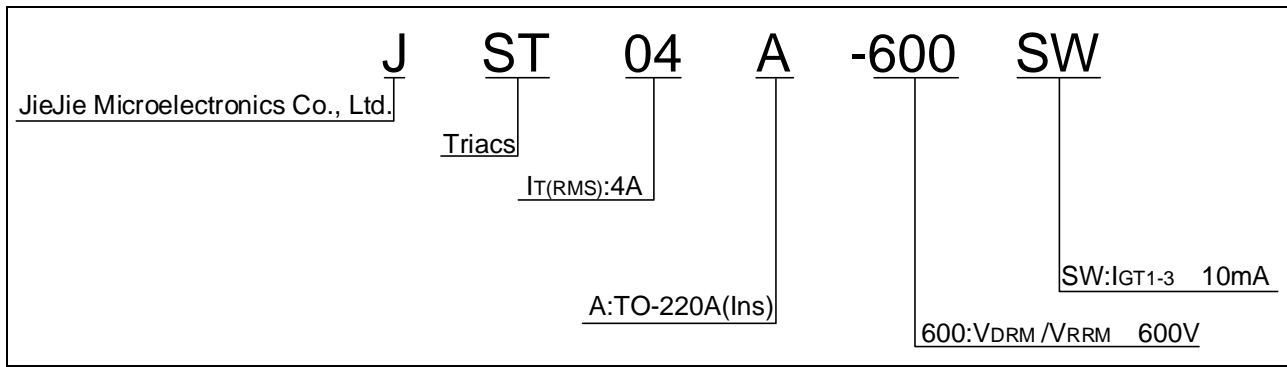 J ST 04 A -600 SW
JieJie Microelectronics Co., Ltd.
Triacs
IT(RMS):4A
SW:IGT1-3 10mA
A:TO-220A(Ins)
600:VDRM /VRRM 600V